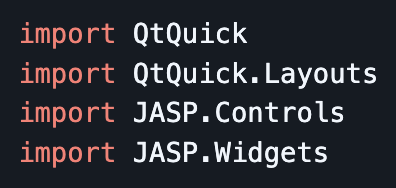 import QtQuick
import QtQuick.Layouts
import JASP.Controls
import JASP.Widgets